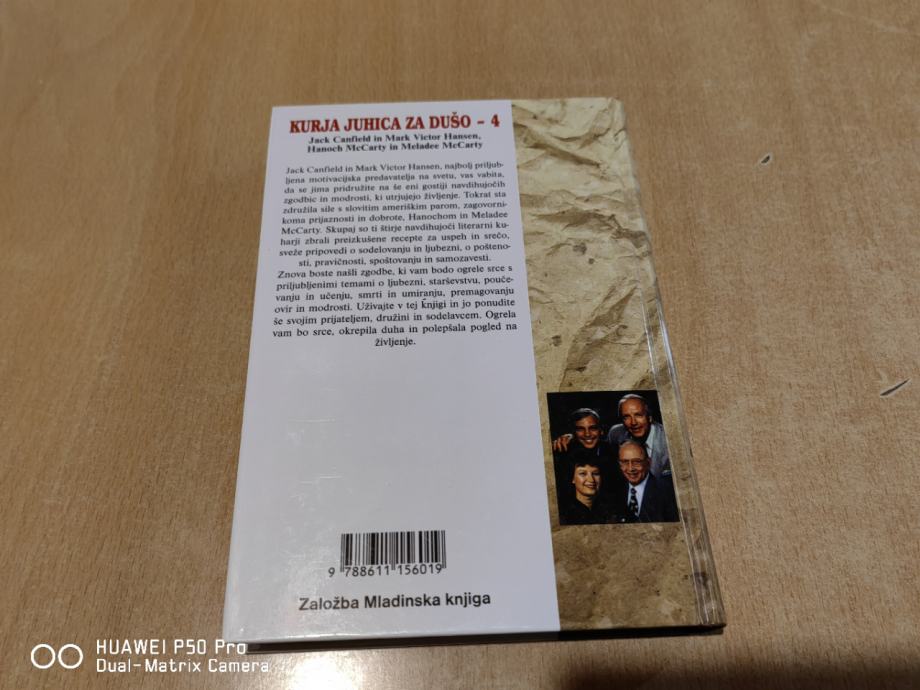 KURJA JUHICA ZA DUŠO - 4
Jack Canfield in Mark Victor Hansen,
Hanoch McCarty in Meladee McCarty
Jack Canfield in Mark Victor Hansen, najbolj priljub-
ljena motivacijska predavatelja na svetu, vas vabita,
da se jima pridružite na še eni gostiji navdihujočih
zgodbic in modrosti, ki utrjujejo življenje. Tokrat sta
združila sile s slovitim ameriškim parom, zagovorni-
koma prijaznosti in dobrote, Hanochom in Meladee
McCarty. Skupaj so ti štirje navdihujoči literarni ku-
harji zbrali preizkušene recepte za uspeh in srečo,
sveže pripovedi o sodelovanju in ljubezni, o pošteno-
sti, pravičnosti, spoštovanju in samozavesti.
Znova boste našli zgodbe, ki vam bodo ogrele srce s
priljubljenimi temami o ljubezni, starševstvu, pouče-
vanju in učenju, smrti in umiranju, premagovanju
ovir in modrosti. Uživajte v tej knjigi in jo ponudite
še svojim prijateljem, družini in sodelavcem. Ogrela
vam bo srce, okrepila duha in polepšala pogled na
življenje.
9 788611 156019
Založba Mladinska knjiga
HUAWEI P50 Pro
Dual-Matrix Camera